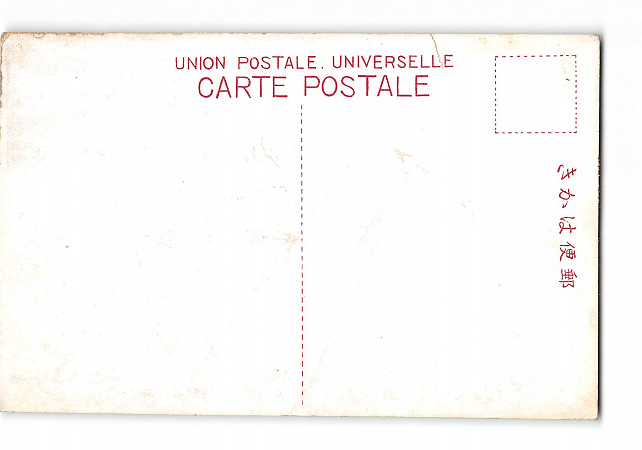 UNION POSTALE. UNIVERSELLE
CARTE POSTALE
きかは便郵